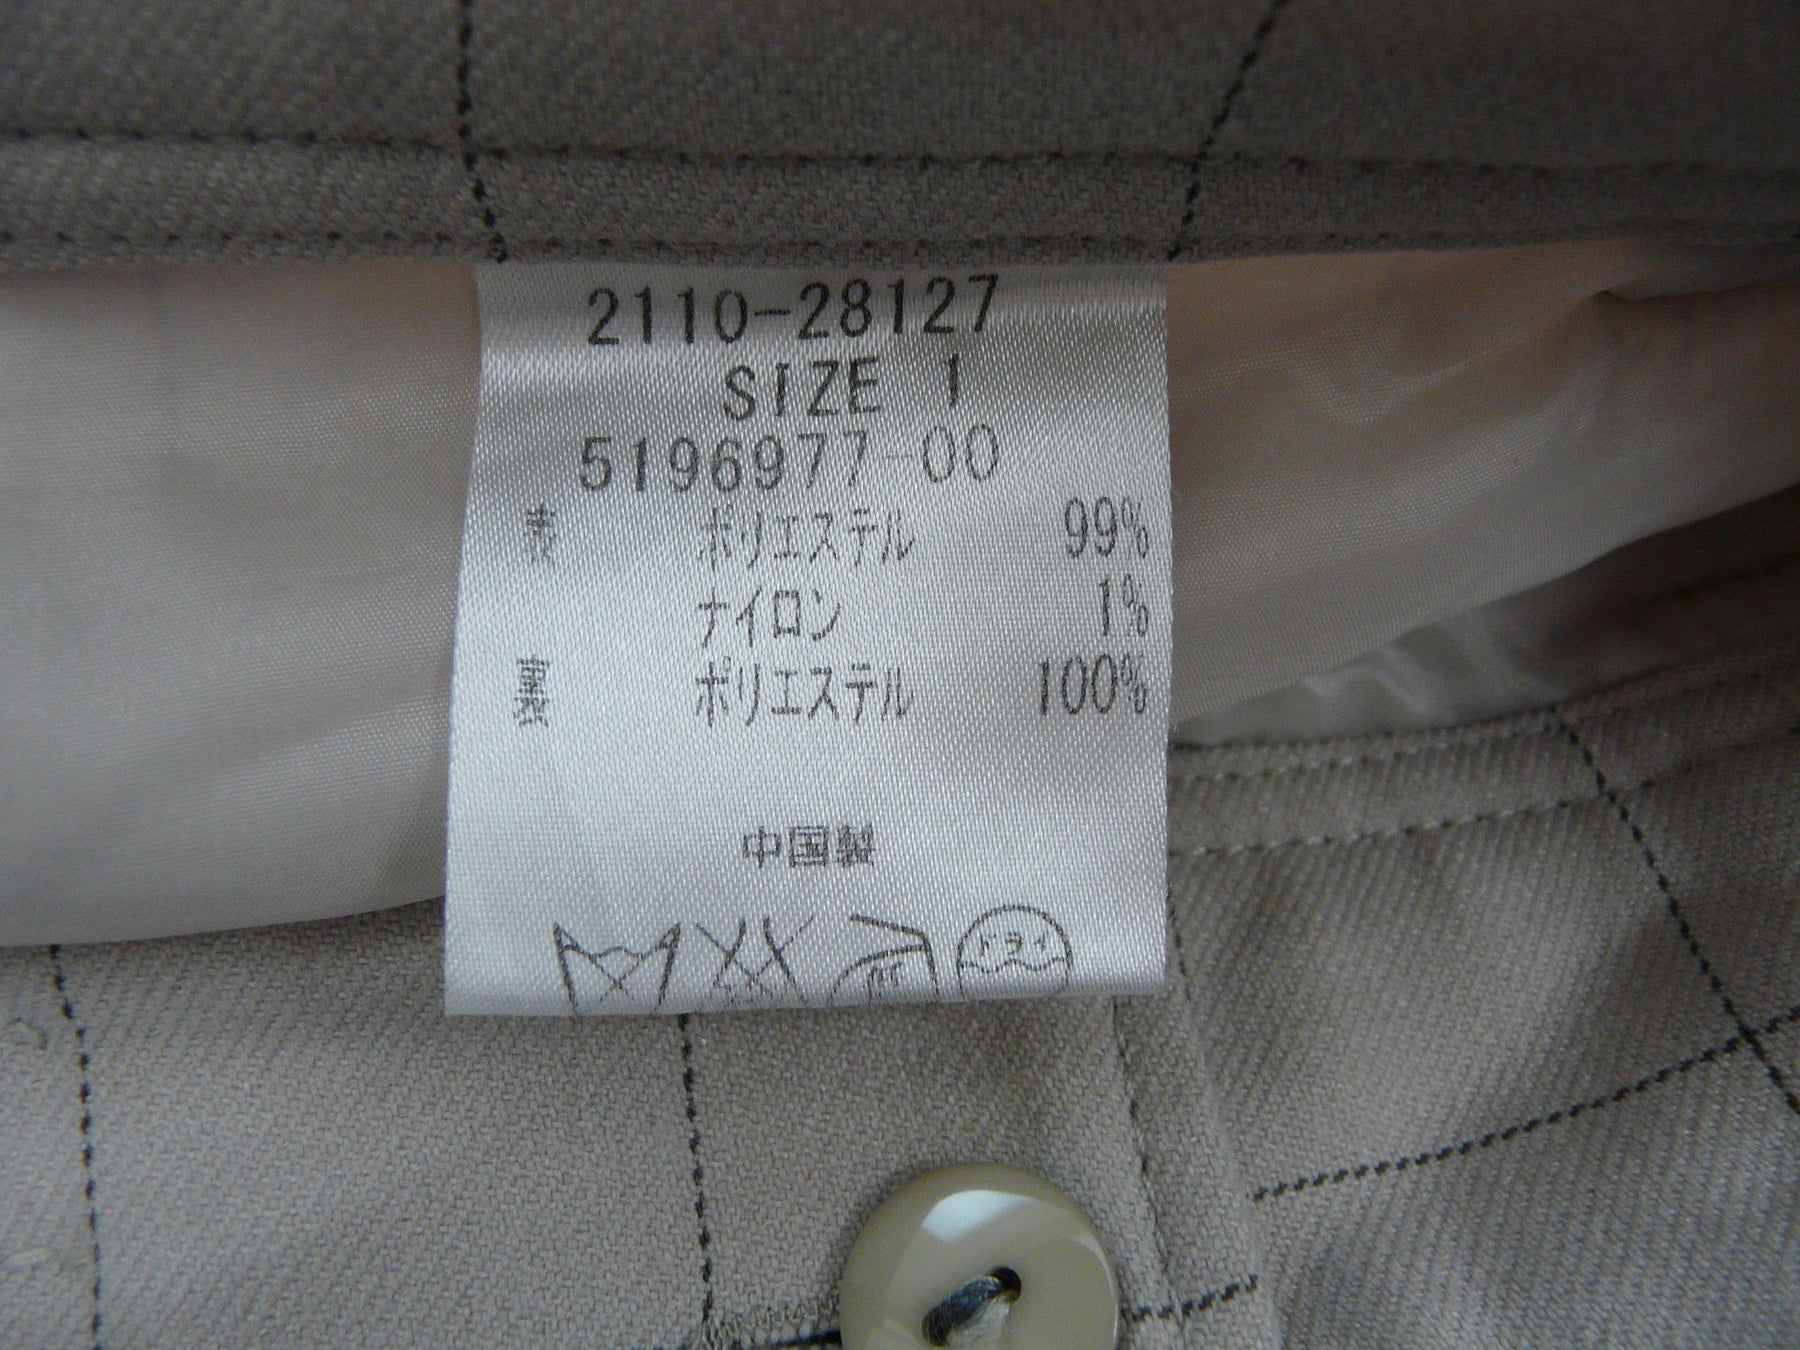 2110-28127
SIZE 1
5196977-00
表 ポリエステル 99%
ナイロン 1%
裏 ポリエステル 100%
中国製
ドライ